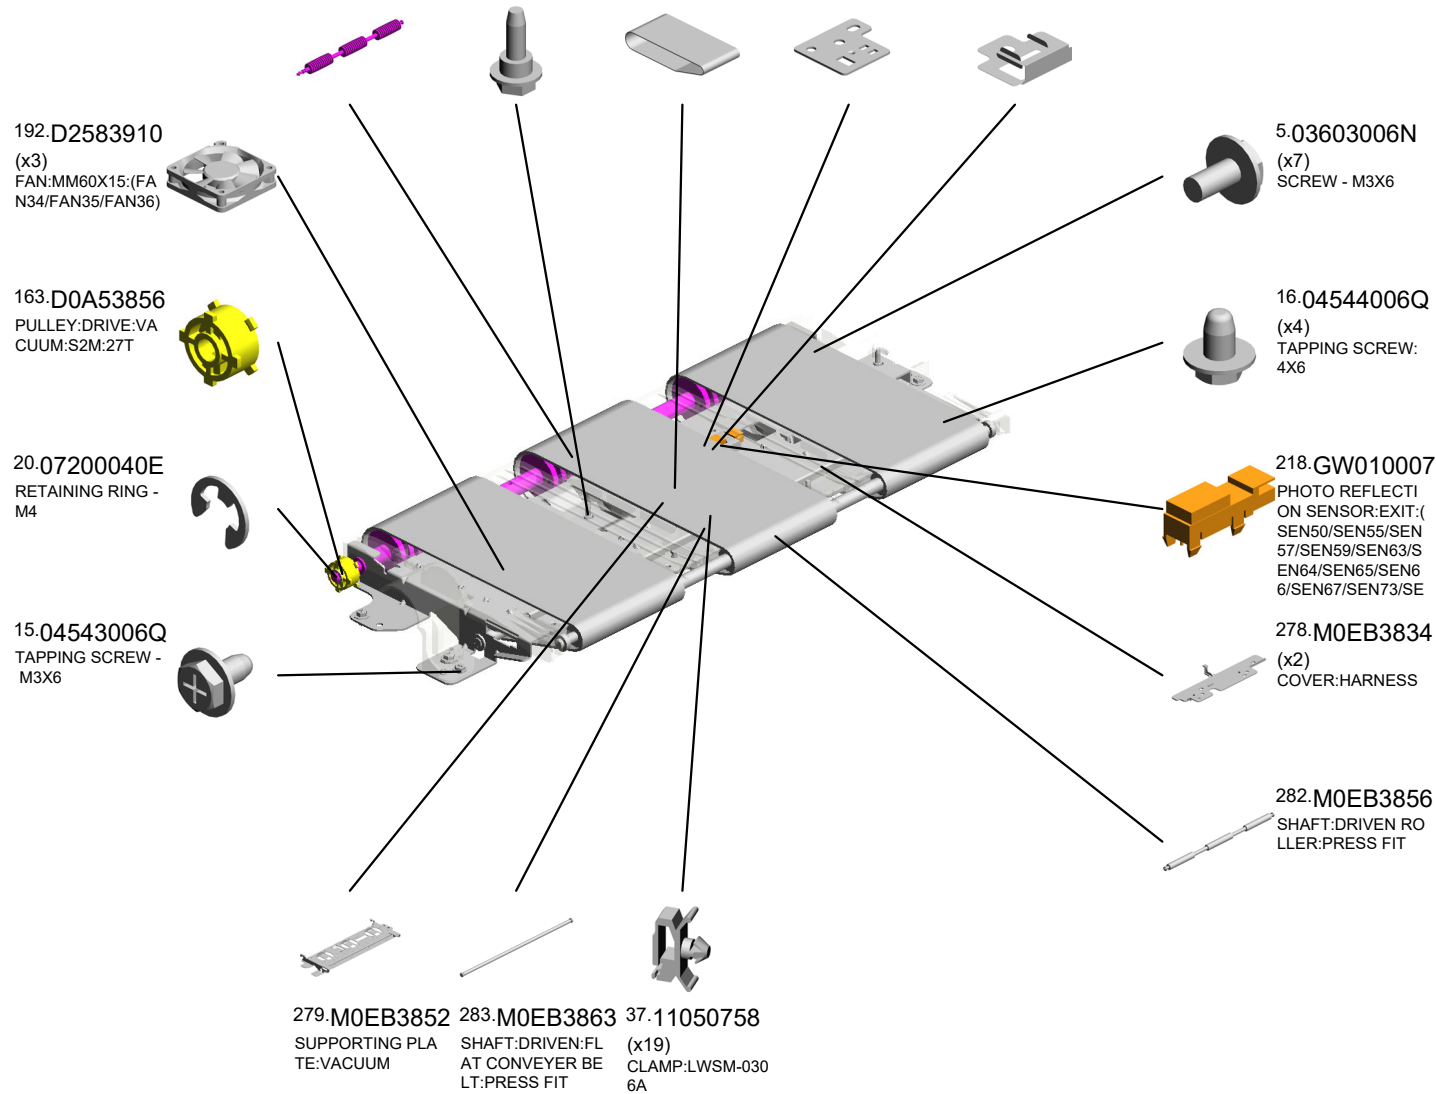 192.D2583910
(x3)
FAN:MM60X15:(FA
N34/FAN35/FAN36)
163.D0A53856
PULLEY:DRIVE:VA
CUUM:S2M:27T
20.07200040E
RETAINING RING -
M4
15.04543006Q
TAPPING SCREW -
M3X6
5.03603006N
(x7)
SCREW - M3X6
16.04544006Q
(x4)
TAPPING SCREW:
4X6
218.GW010007
PHOTO REFLECTI
ON SENSOR:EXIT:(
SEN50/SEN55/SEN
57/SEN59/SEN63/S
EN64/SEN65/SEN6
6/SEN67/SEN73/SE
278.M0EB3834
(x2)
COVER:HARNESS
282.M0EB3856
SHAFT:DRIVEN RO
LLER:PRESS FIT
279.M0EB3852
SUPPORTING PLA
TE:VACUUM
283.M0EB3863
SHAFT:DRIVEN:FL
AT CONVEYER BE
LT:PRESS FIT
37.11050758
(x19)
CLAMP:LWSM-030
6A